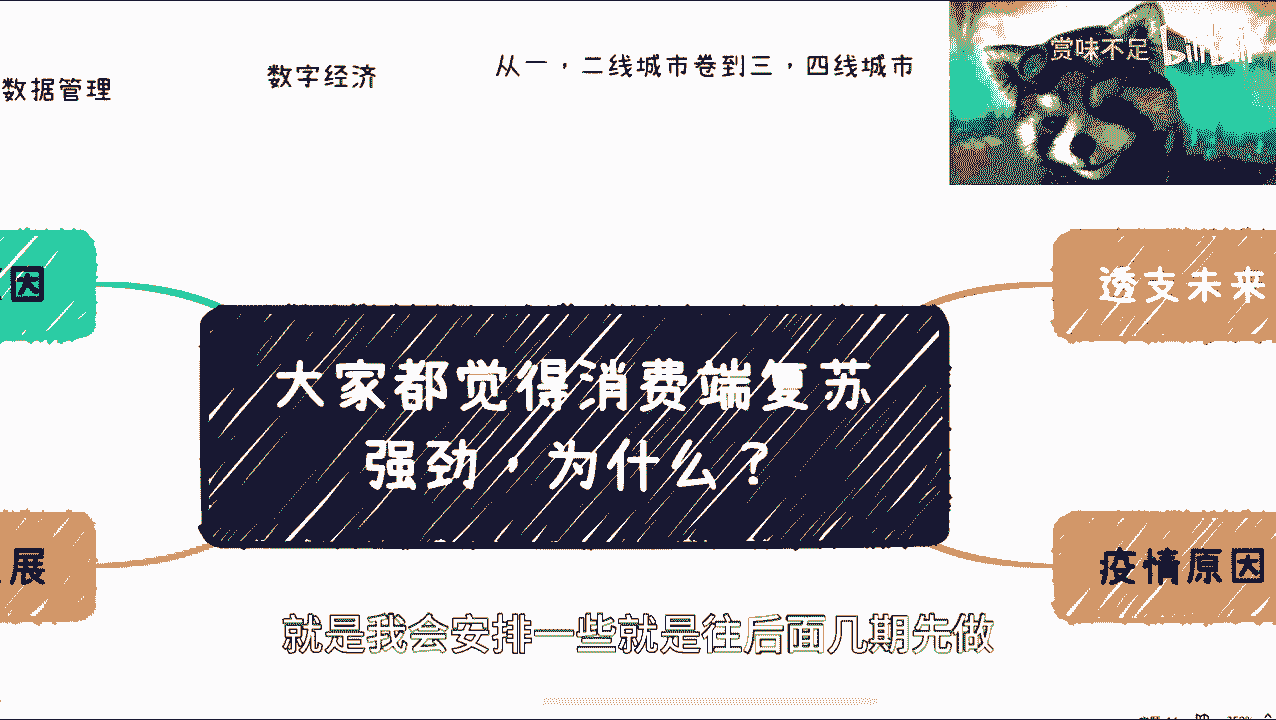 数据管理
数字经济
从一，二线城市卷到三，四线城市
赏味不足
bilibili
因
透支未来
大家都觉得消费端复苏
强劲，为什么？
展
疫情原因
就是我会安排一些就是往后面几期先做